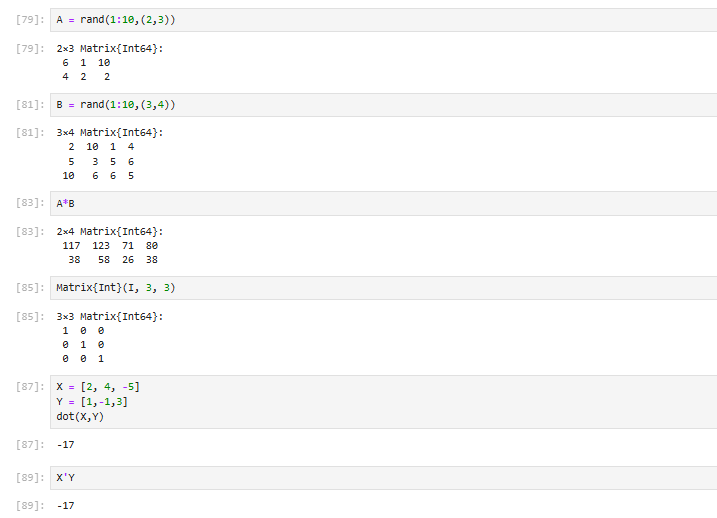 [79]: A = rand(1:10,(2,3))
[79]: 2×3 Matrix{Int64}:
6 1 10
4 2 2
[81]: B = rand(1:10,(3,4))
[81]: 3×4 Matrix{Int64}:
2 10 1 4
5 3 5 6
10 6 6 5
[83]: A*B
[83]: 2×4 Matrix{Int64}:
117 123 71 80
38 58 26 38
[85]: Matrix{Int}(I, 3, 3)
[85]: 3×3 Matrix{Int64}:
1 0 0
0 1 0
0 0 1
[87]: X = [2, 4, -5]
Y = [1,-1,3]
dot(X,Y)
[87]: -17
[89]: X'Y
[89]: -17